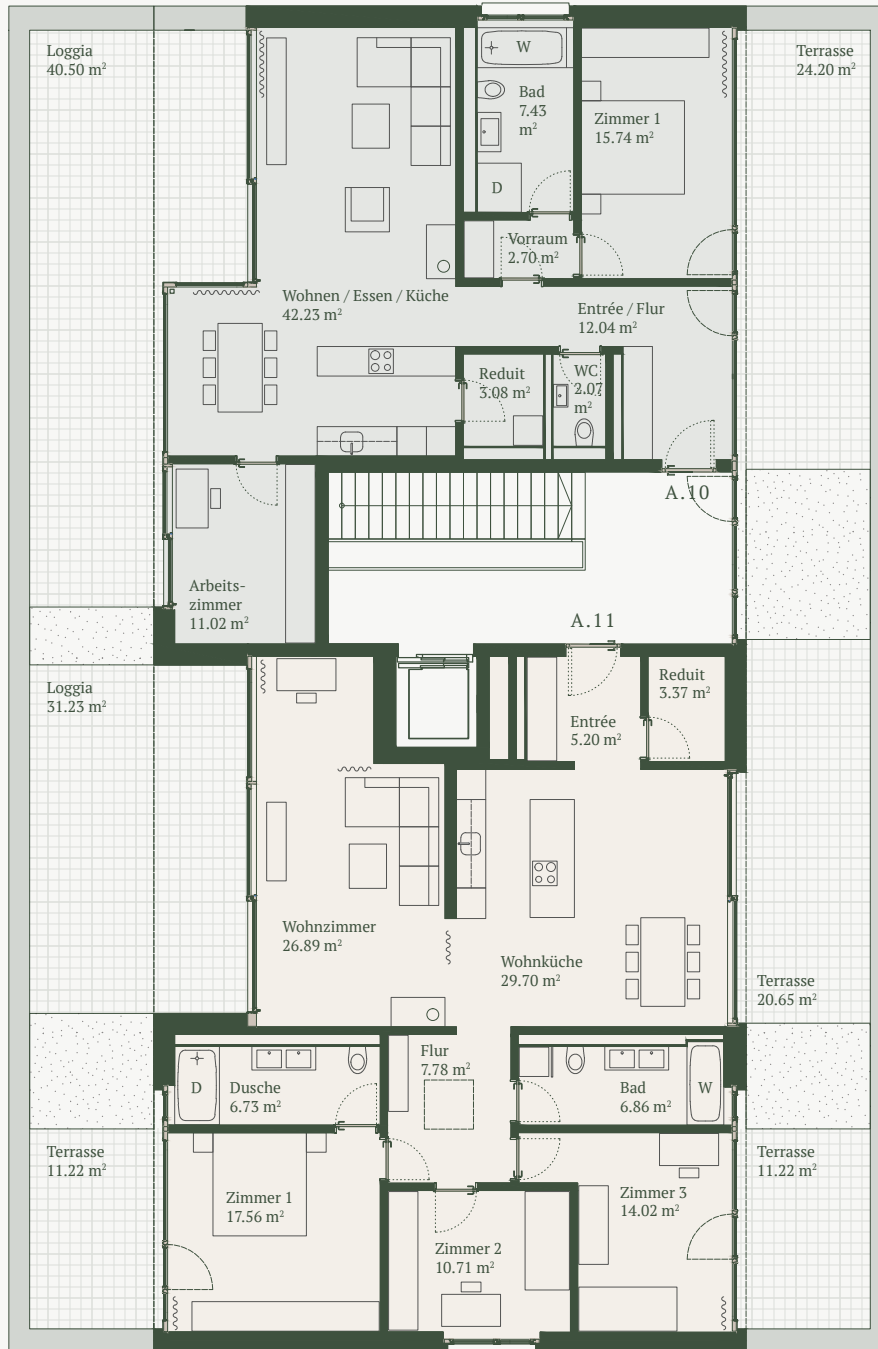 Loggia
40.50 m²
W
Bad
7.43
m²
D
Zimmer 1
15.74 m²
Terrasse
24.20 m²
Vorraum
2.70 m²
Wohnen / Essen / Küche
42.23 m²
Entrée / Flur
12.04 m²
Reduit
3.08 m²
WC
2.07
m²
A.10
Arbeits-
zimmer
11.02 m²
A.11
Loggia
31.23 m²
Entrée
5.20 m²
Reduit
3.37 m²
Wohnzimmer
26.89 m²
Wohnküche
29.70 m²
Terrasse
20.65 m²
D
Dusche
6.73 m²
Flur
7.78 m²
Bad
6.86 m²
W
Terrasse
11.22 m²
Zimmer 1
17.56 m²
Zimmer 2
10.71 m²
Zimmer 3
14.02 m²
Terrasse
11.22 m²